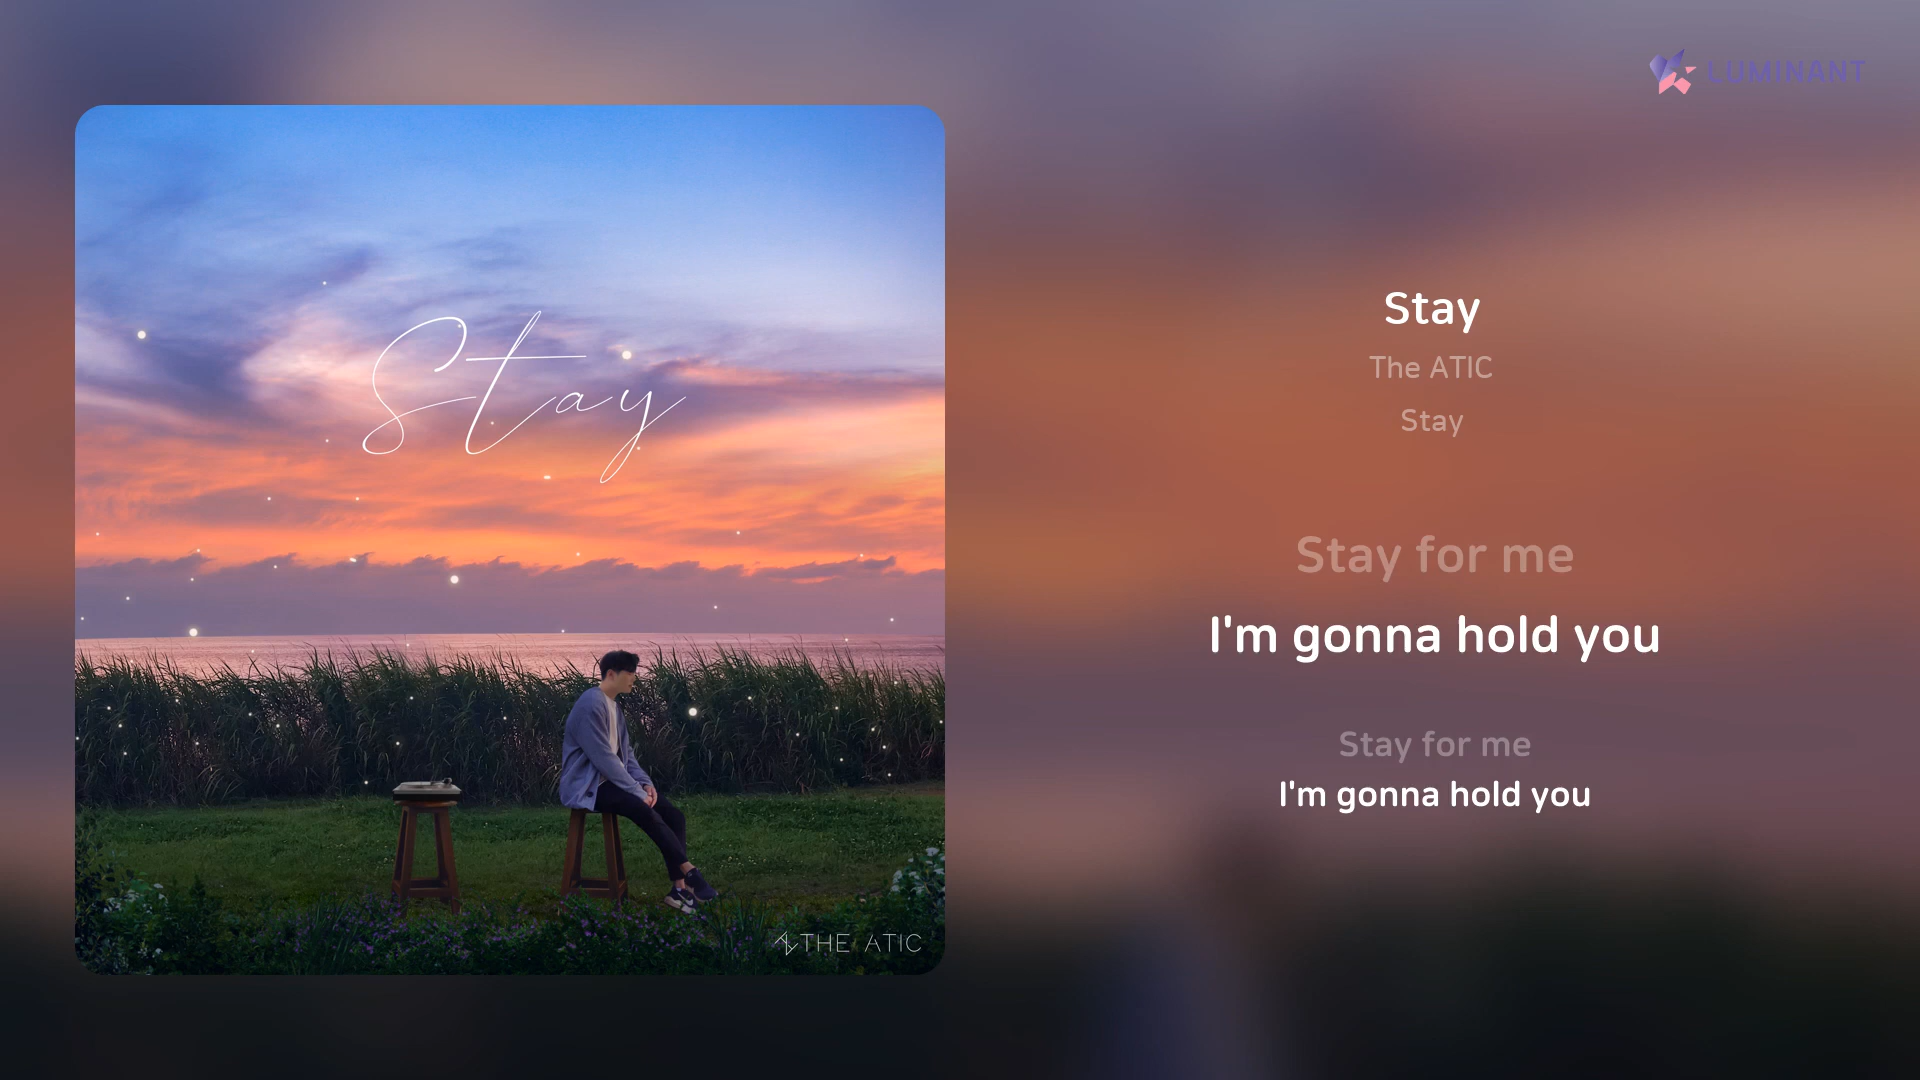 Stay
THE ATIC
LUMINANT
Stay
The ATIC
Stay
Stay for me
I'm gonna hold you
Stay for me
I'm gonna hold you